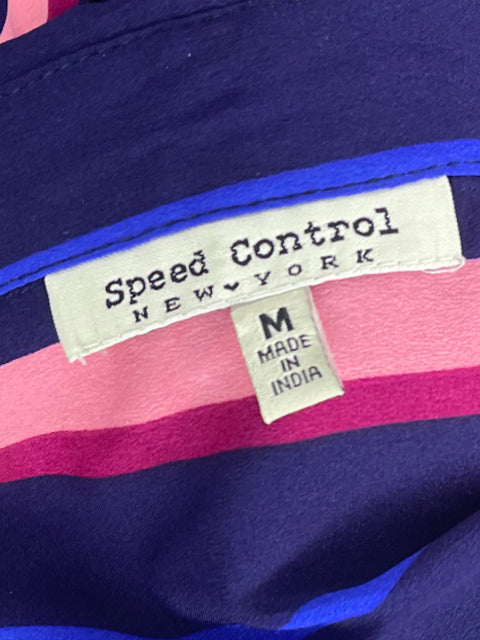 Speed Control
NEW♥YORK
M
MADE
IN
INDIA